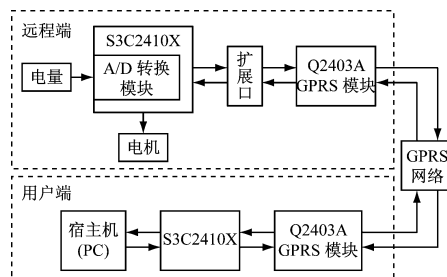 远程端
S3C2410X
A/D 转换
模块
电量
电机
扩
展
口
Q2403A
GPRS 模块
GPRS
网络
用户端
宿主机
(PC)
S3C2410X
Q2403A
GPRS 模块